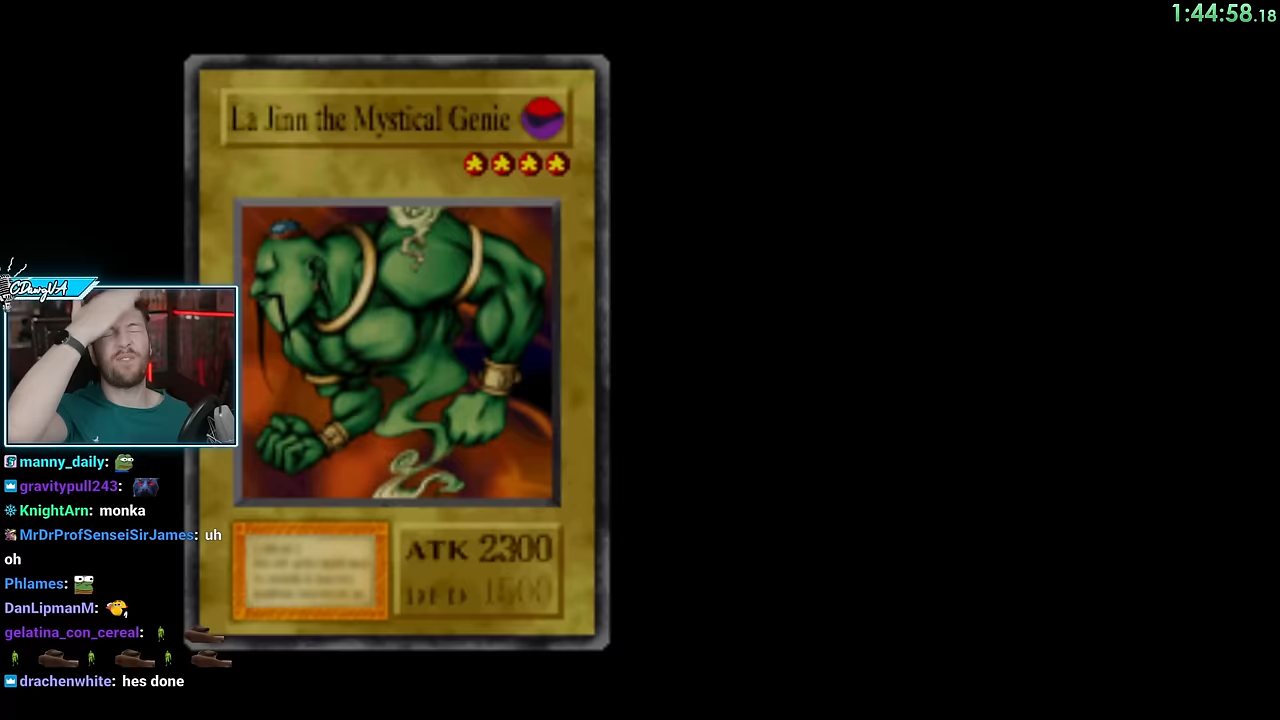 1:44:58.18
La Jinn the Mystical Genie
CDawgVA
ATK 2300
DFD 1500
manny_daily:
gravitypull243:
KnightArn: monka
MrDrProfSenseiSirJames: uh
oh
Phlames:
DanLipmanM:
gelatina_con_cereal:
drachenwhite: hes done